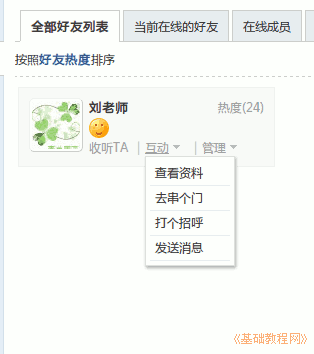 全部好友列表 当前在线的好友 在线成员
按照好友热度排序
刘老师 热度(24)
收听TA | 互动 | 管理
查看资料
去串个门
打个招呼
发送消息
《基础教程网》